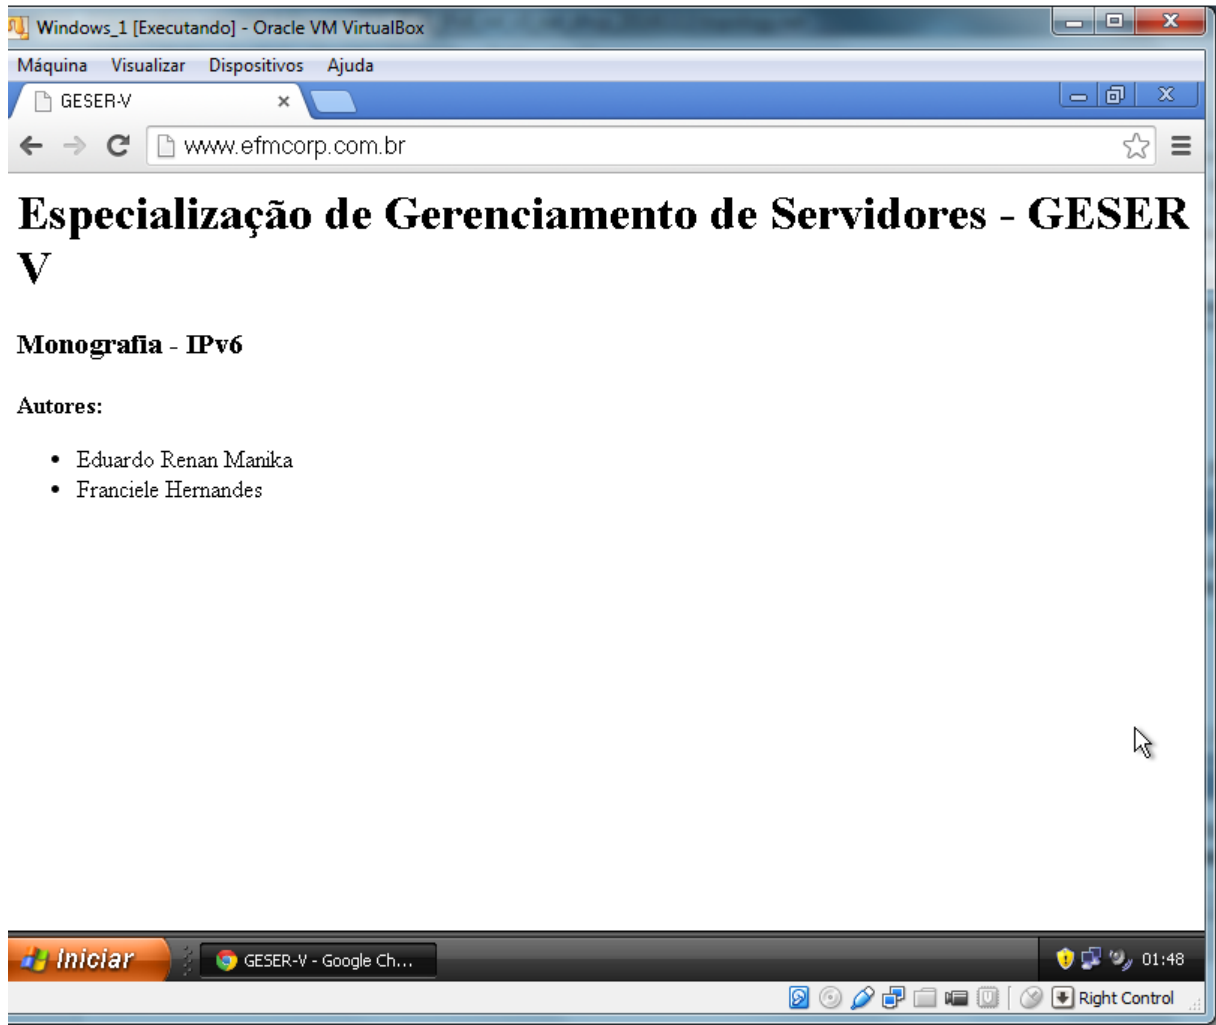 Windows_1 [Executando] - Oracle VM VirtualBox
Máquina Visualizar Dispositivos Ajuda
GESER-V
www.efmcorp.com.br
Especialização de Gerenciamento de Servidores - GESER
V
Monografia - IPv6
Autores:
Eduardo Renan Manika
Franciele Hernandes
Iniciar
GESER-V - Google Ch...
01:48
Right Control